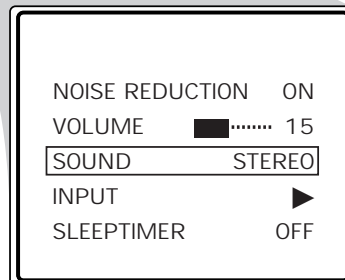 NOISE REDUCTION ON
VOLUME 15
SOUND STEREO
INPUT
SLEEPTIMER OFF